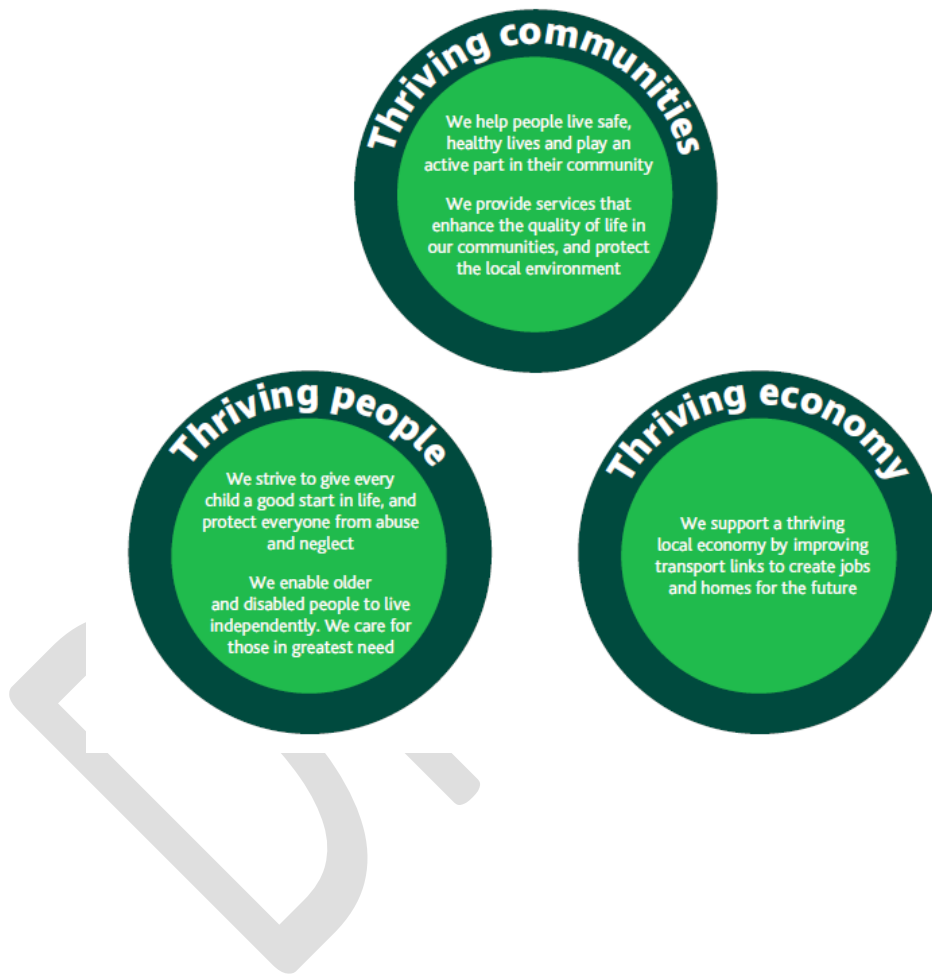 Thriving communities
We help people live safe,
healthy lives and play an
active part in their community
We provide services that
enhance the quality of life in
our communities, and protect
the local environment
Thriving people
We strive to give every
child a good start in life, and
protect everyone from abuse
and neglect
We enable older
and disabled people to live
independently. We care for
those in greatest need
Thriving economy
We support a thriving
local economy by improving
transport links to create jobs
and homes for the future